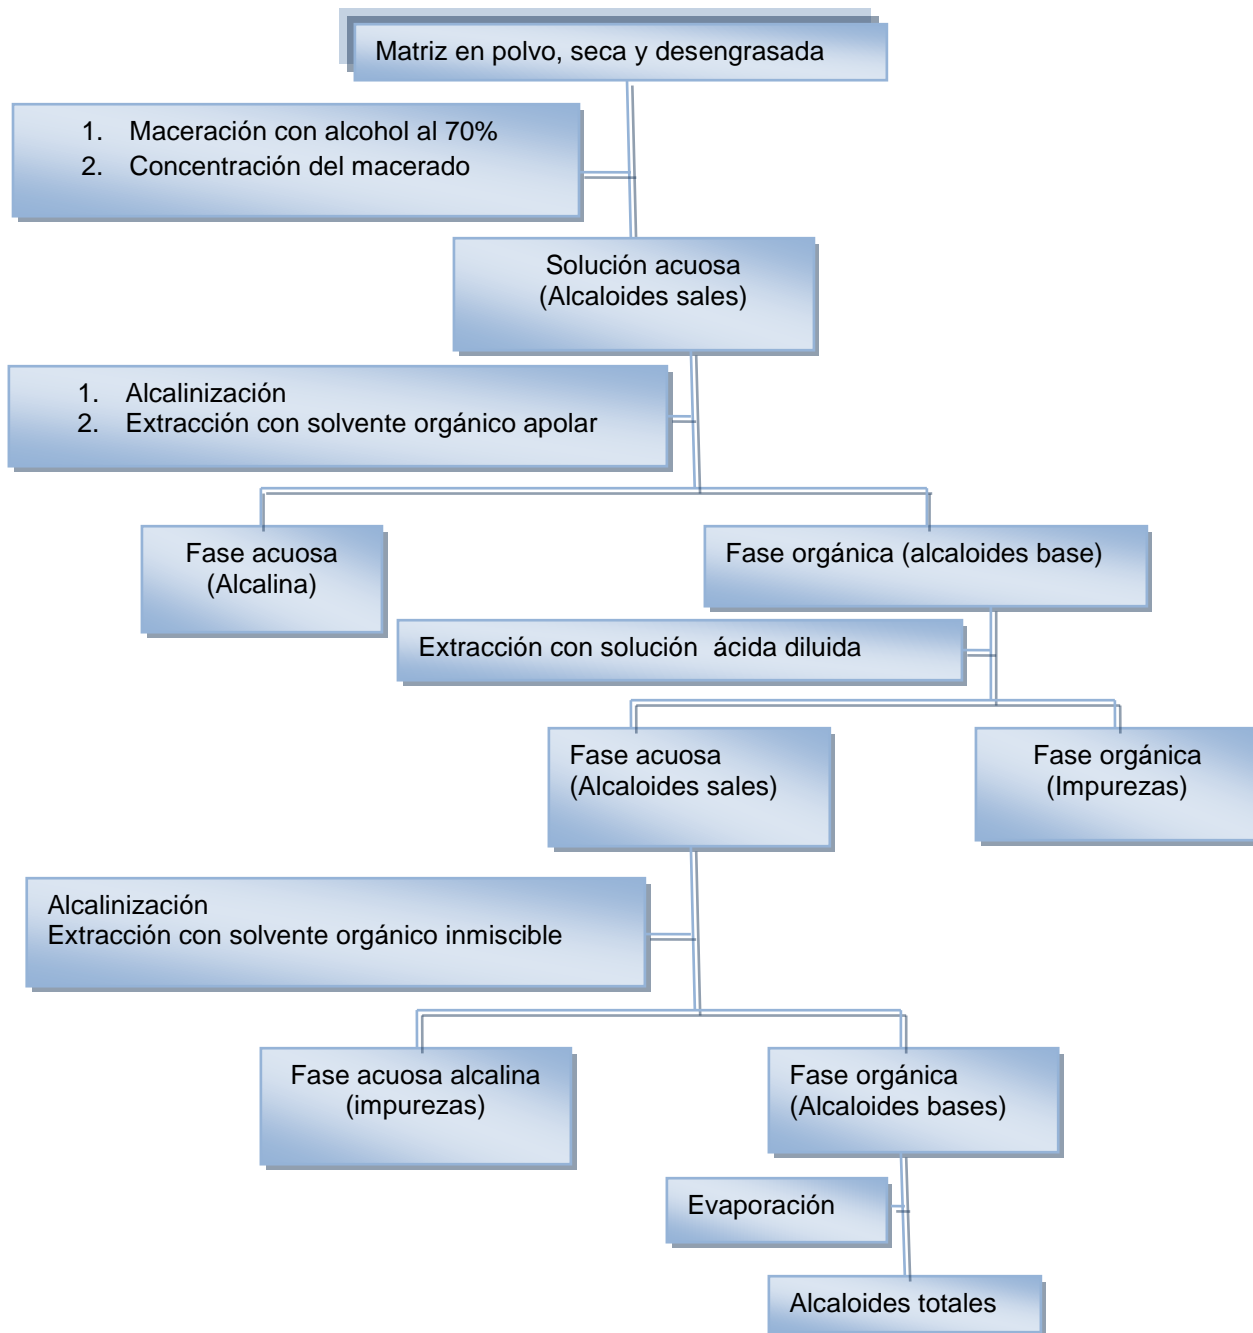 Matriz en polvo, seca y desengrasada
1. Maceración con alcohol al 70%
2. Concentración del macerado
Solución acuosa
(Alcaloides sales)
1. Alcalinización
2. Extracción con solvente orgánico apolar
Fase acuosa
(Alcalina)
Fase orgánica (alcaloides base)
Extracción con solución ácida diluida
Fase acuosa
(Alcaloides sales)
Fase orgánica
(Impurezas)
Alcalinización
Extracción con solvente orgánico inmiscible
Fase acuosa alcalina
(impurezas)
Fase orgánica
(Alcaloides bases)
Evaporación
Alcaloides totales